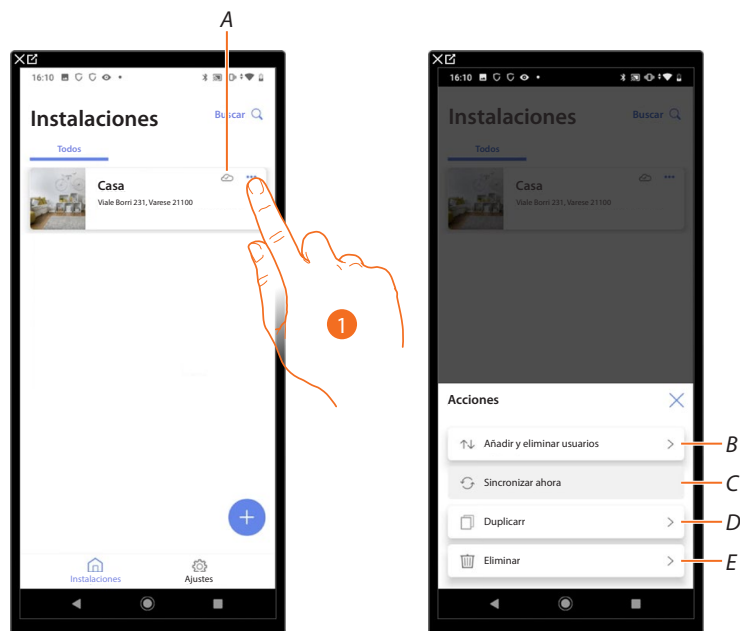 A
16:10
Instalaciones
Buscar
Todos
Casa
Viale Borri 231, Varese 21100
1
Instalaciones
Ajustes
16:10
Instalaciones
Buscar
Todos
Casa
Viale Borri 231, Varese 21100
Acciones
Añadir y eliminar usuarios
B
Sincronizar ahora
C
Duplicarr
D
Eliminar
E